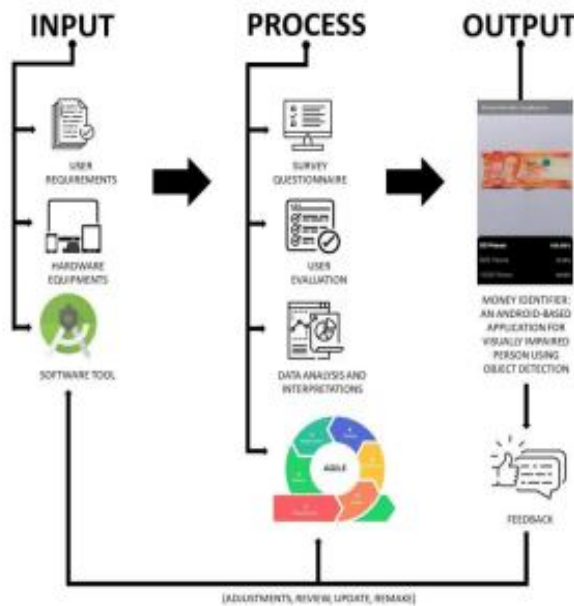 INPUT
PROCESS
OUTPUT
USER
REQUIREMENTS
HARDWARE
EQUIPMENTS
SOFTWARE TOOL
SURVEY
QUESTIONNAIRE
USER
EVALUATION
DATA ANALYSIS AND
INTERPRETATIONS
AGILE
MONEY IDENTIFIER:
AN ANDROID-BASED
APPLICATION FOR
VISUALLY IMPAIRED
PERSON USING
OBJECT DETECTION
FEEDBACK
(ADJUSTMENTS, REVIEW, UPDATE, REMAKE)